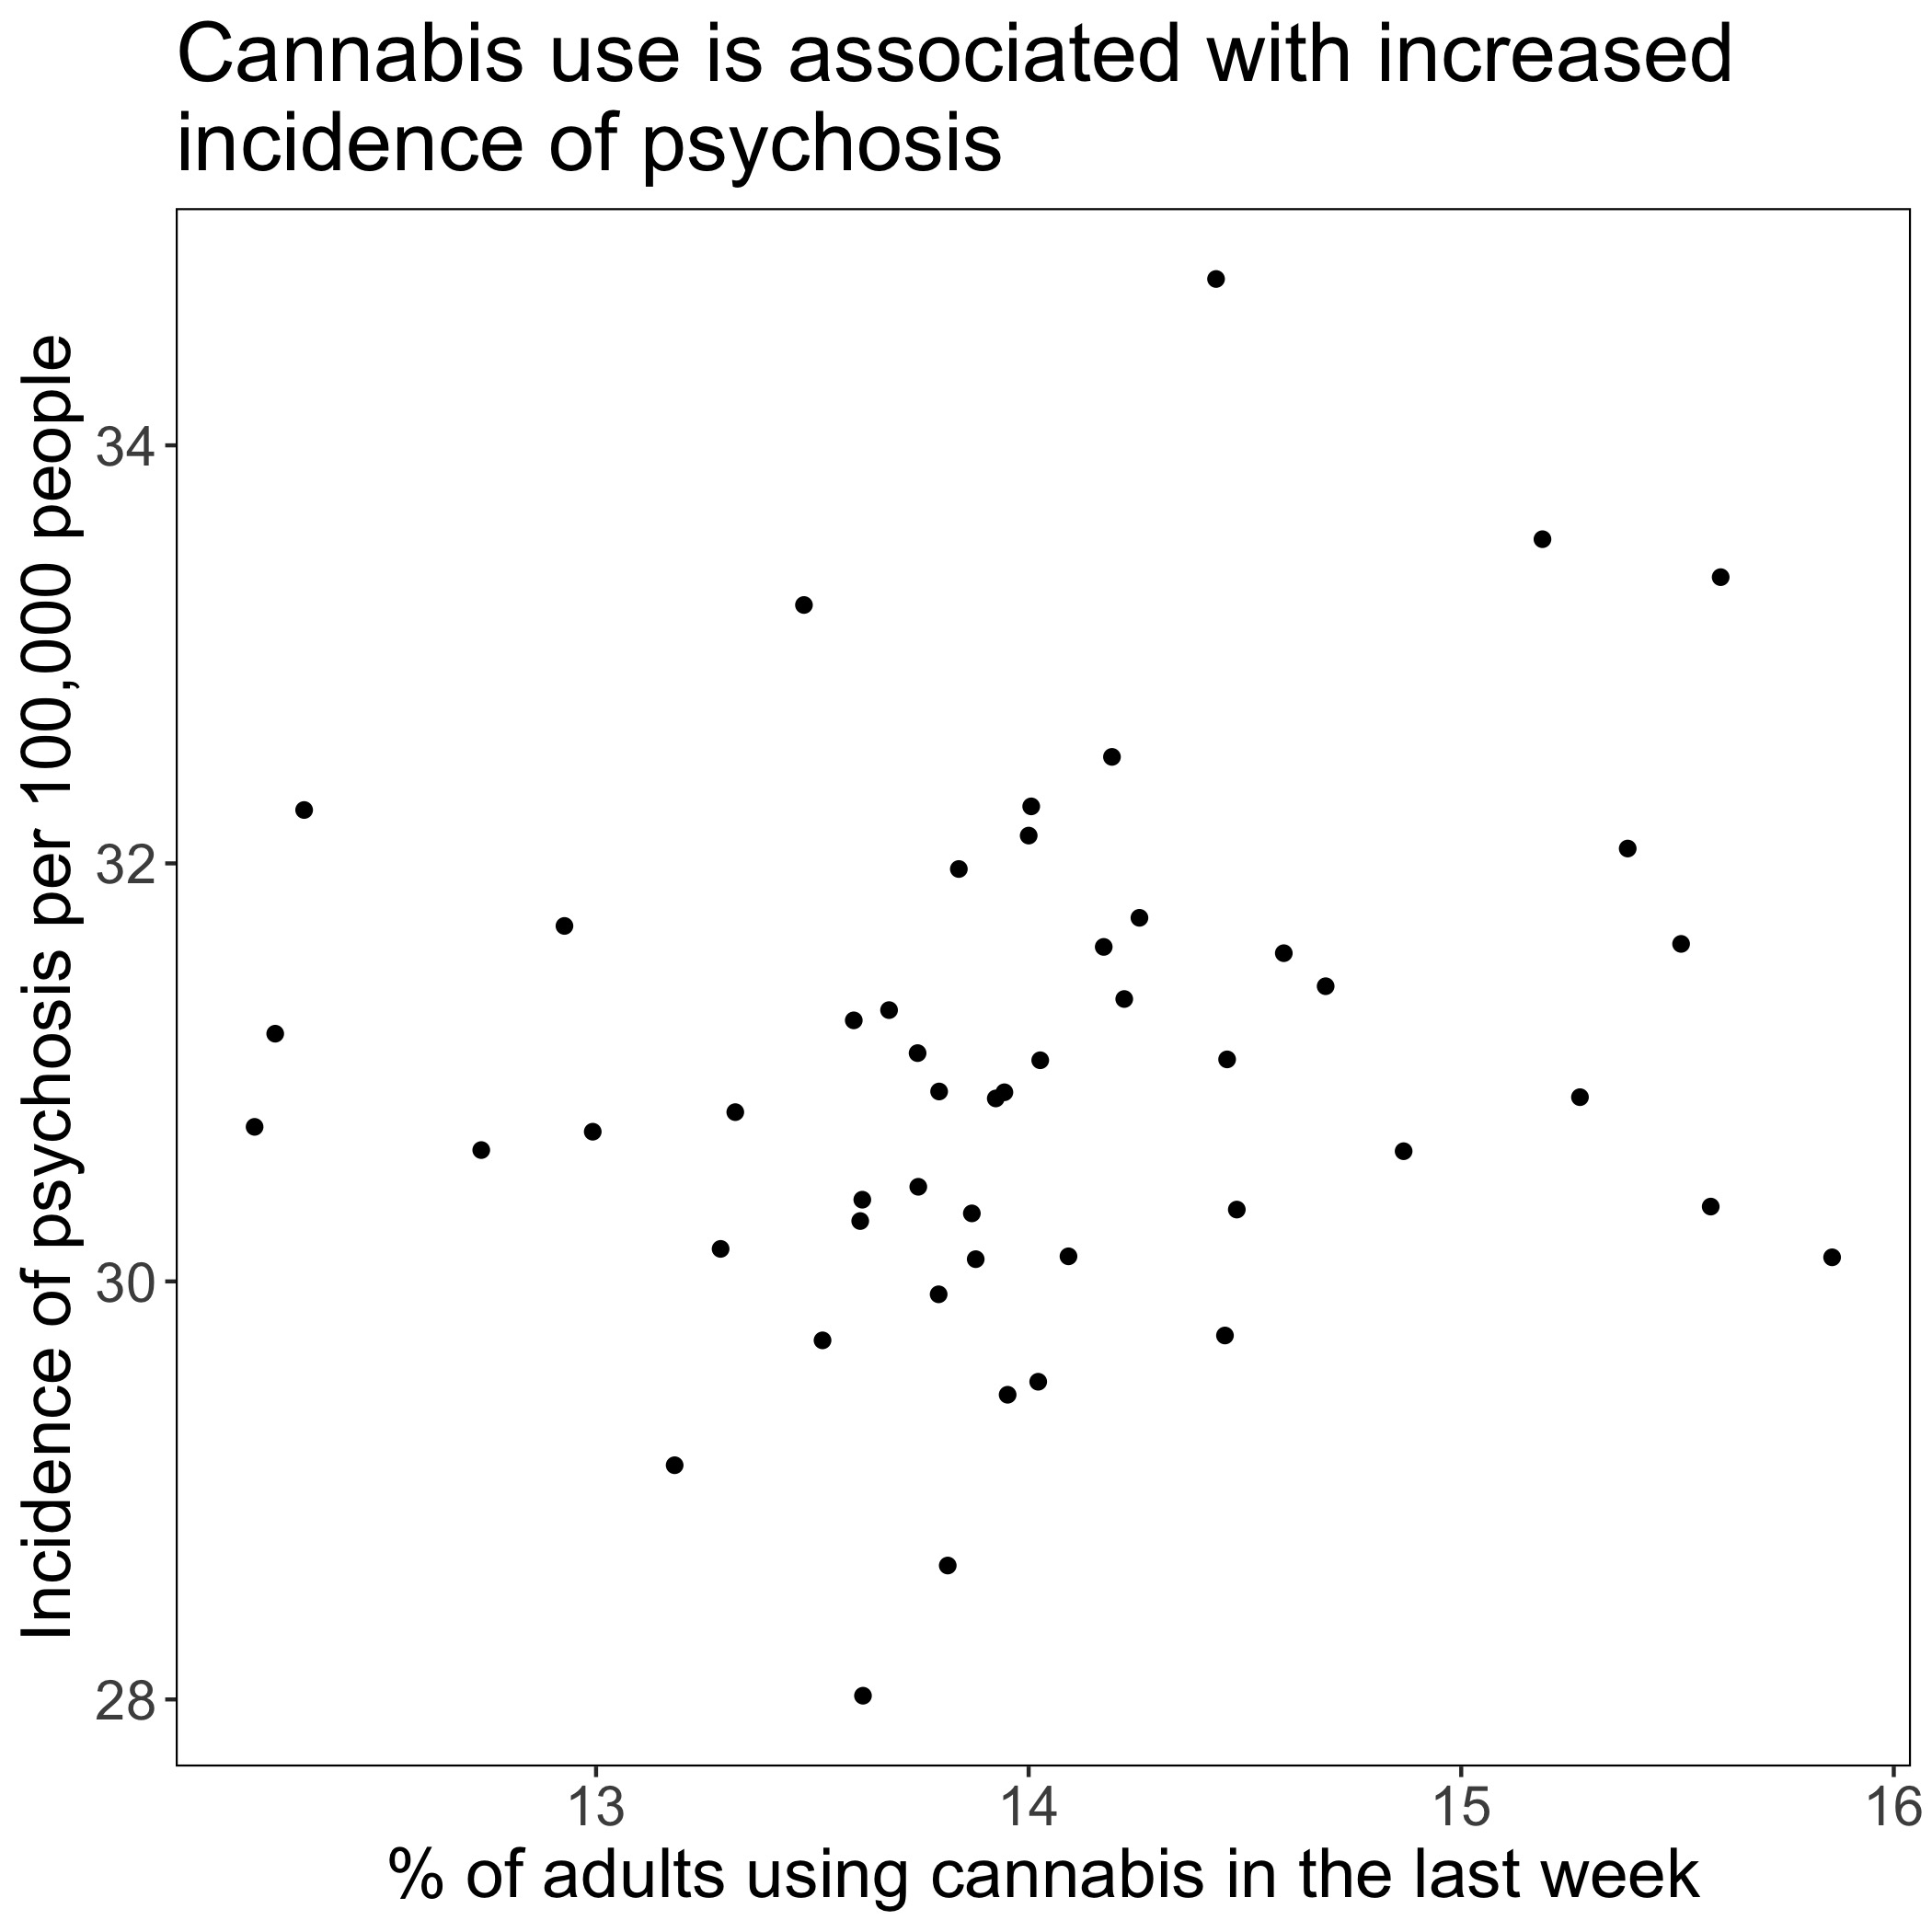 Cannabis use is associated with increased
incidence of psychosis
Incidence of psychosis per 100,000 people
34
32
30
28
13
14
15
16
% of adults using cannabis in the last week